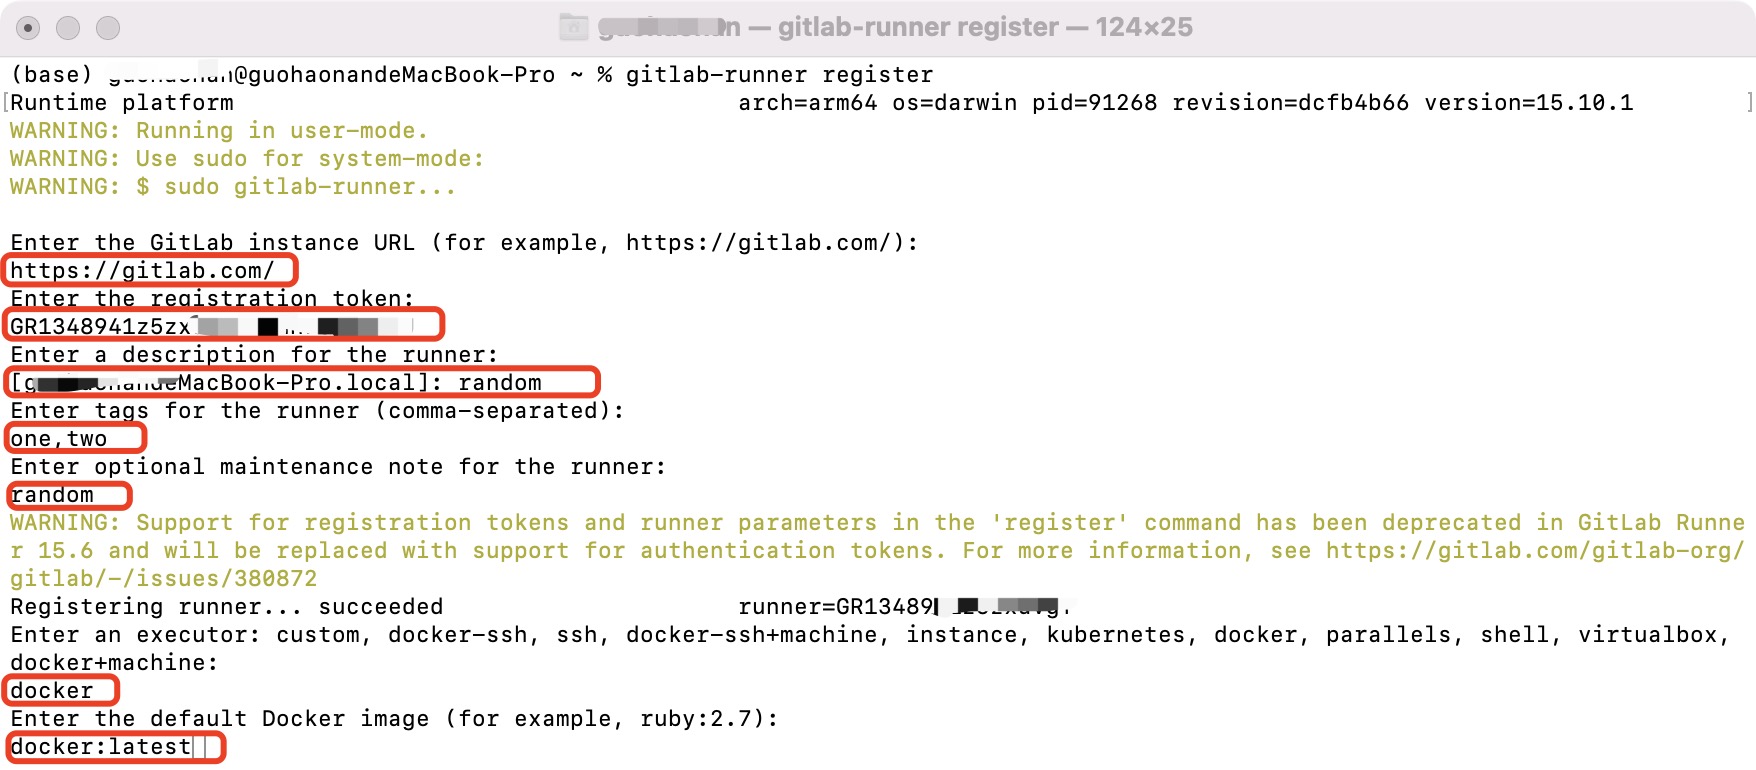 — gitlab-runner register — 124×25
(base) @guohaonandeMacBook-Pro ~ % gitlab-runner register
[Runtime platform arch=arm64 os=darwin pid=91268 revision=dcfb4b66 version=15.10.1 ]
WARNING: Running in user-mode.
WARNING: Use sudo for system-mode:
WARNING: $ sudo gitlab-runner...
Enter the GitLab instance URL (for example, https://gitlab.com/):
https://gitlab.com/
Enter the registration token:
GR1348941z5zx
Enter a description for the runner:
[g andeMacBook-Pro.local]: random
Enter tags for the runner (comma-separated):
one,two
Enter optional maintenance note for the runner:
random
WARNING: Support for registration tokens and runner parameters in the 'register' command has been deprecated in GitLab Runne
r 15.6 and will be replaced with support for authentication tokens. For more information, see https://gitlab.com/gitlab-org/
gitlab/-/issues/380872
Registering runner... succeeded runner=GR13489
Enter an executor: custom, docker-ssh, ssh, docker-ssh+machine, instance, kubernetes, docker, parallels, shell, virtualbox,
docker+machine:
docker
Enter the default Docker image (for example, ruby:2.7):
docker:latest